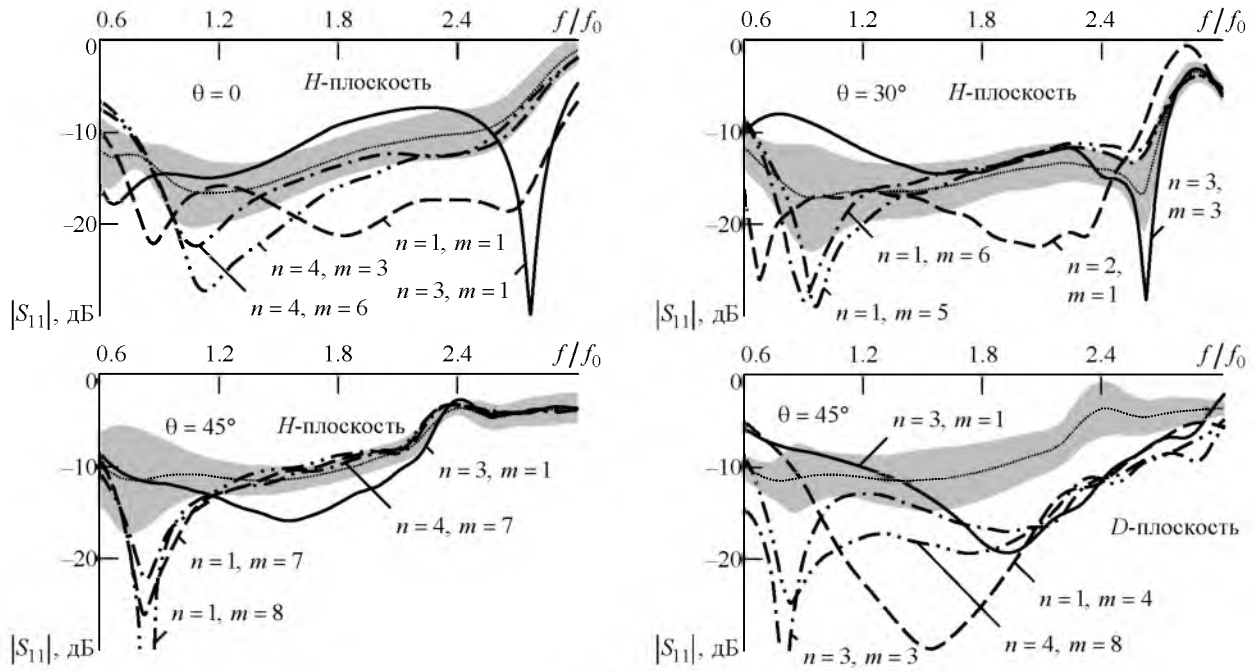 0.6 1.2 1.8 2.4 f/f₀
0
–10
–20
|S₁₁|, дБ
θ = 0
H-плоскость
n = 1, m = 1
n = 4, m = 3
n = 3, m = 1
n = 4, m = 6
0.6 1.2 1.8 2.4 f/f₀
0
–10
–20
|S₁₁|, дБ
θ = 30°
H-плоскость
n = 3,
m = 3
n = 1, m = 6
n = 2,
m = 1
n = 1, m = 5
0.6 1.2 1.8 2.4 f/f₀
0
–10
–20
|S₁₁|, дБ
θ = 45°
H-плоскость
n = 3, m = 1
n = 4, m = 7
n = 1, m = 7
n = 1, m = 8
0.6 1.2 1.8 2.4 f/f₀
0
–10
–20
|S₁₁|, дБ
θ = 45°
n = 3, m = 1
D-плоскость
n = 1, m = 4
n = 4, m = 8
n = 3, m = 3